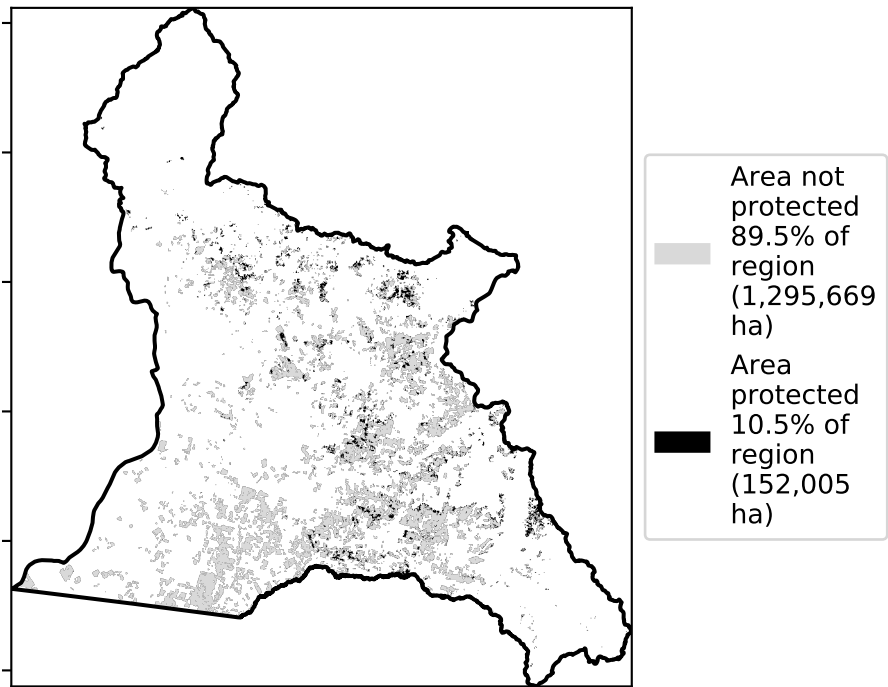 Area not
protected
89.5% of
region
(1,295,669
ha)
Area
protected
10.5% of
region
(152,005
ha)